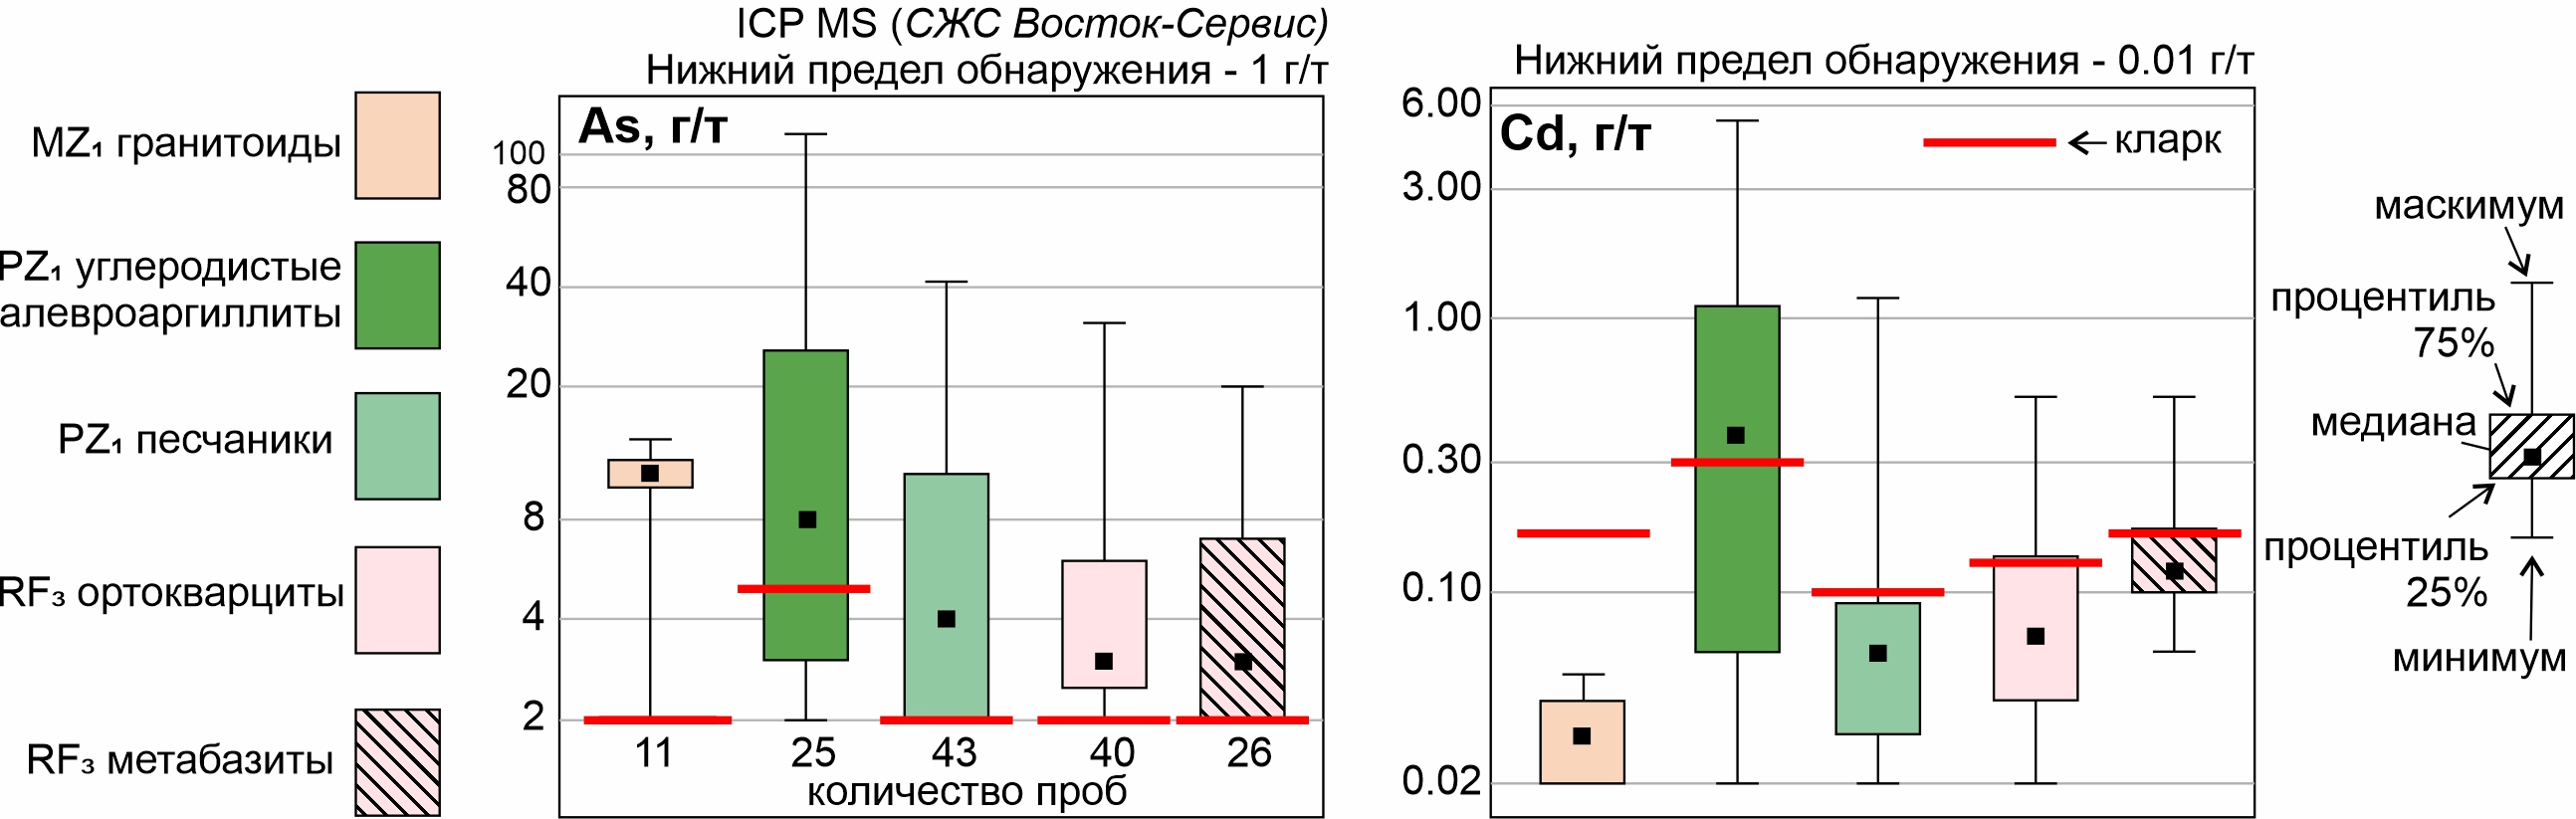 ICP MS (СЖС Восток-Сервис)
Нижний предел обнаружения - 1 г/т
Нижний предел обнаружения - 0.01 г/т
MZ₁ гранитоиды
PZ₁ углеродистые
алевроаргиллиты
PZ₁ песчаники
RF₃ ортокварциты
RF₃ метабазиты
As, г/т
100
80
40
20
8
4
2
11 25 43 40 26
количество проб
Cd, г/т
кларк
6.00
3.00
1.00
0.30
0.10
0.02
маскимум
процентиль
75%
медиана
процентиль
25%
минимум